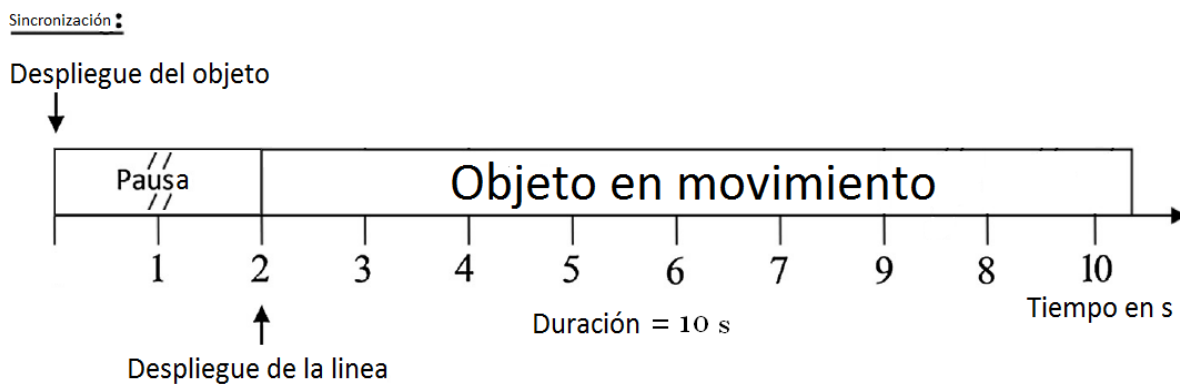 Sincronización:
Despliegue del objeto
Pausa
Objeto en movimiento
1 2 3 4 5 6 7 9 8 10
Tiempo en s
Duración = 10 s
Despliegue de la linea